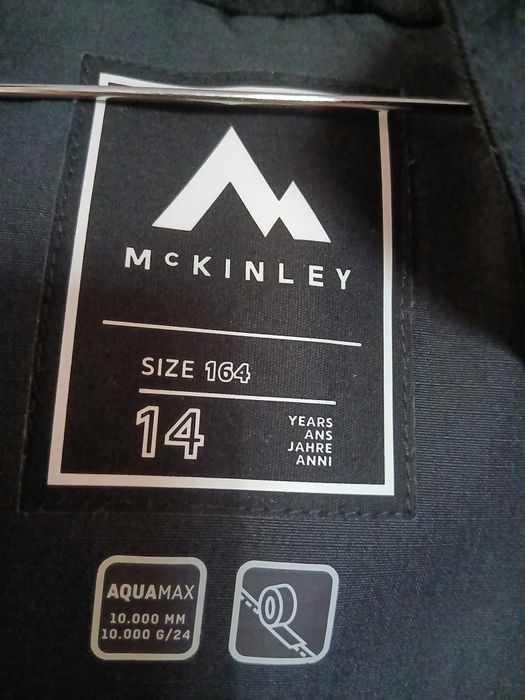 McKINLEY
SIZE 164
14
YEARS
ANS
JAHRE
ANNI
AQUAMAX
10.000 MM
10.000 G/24